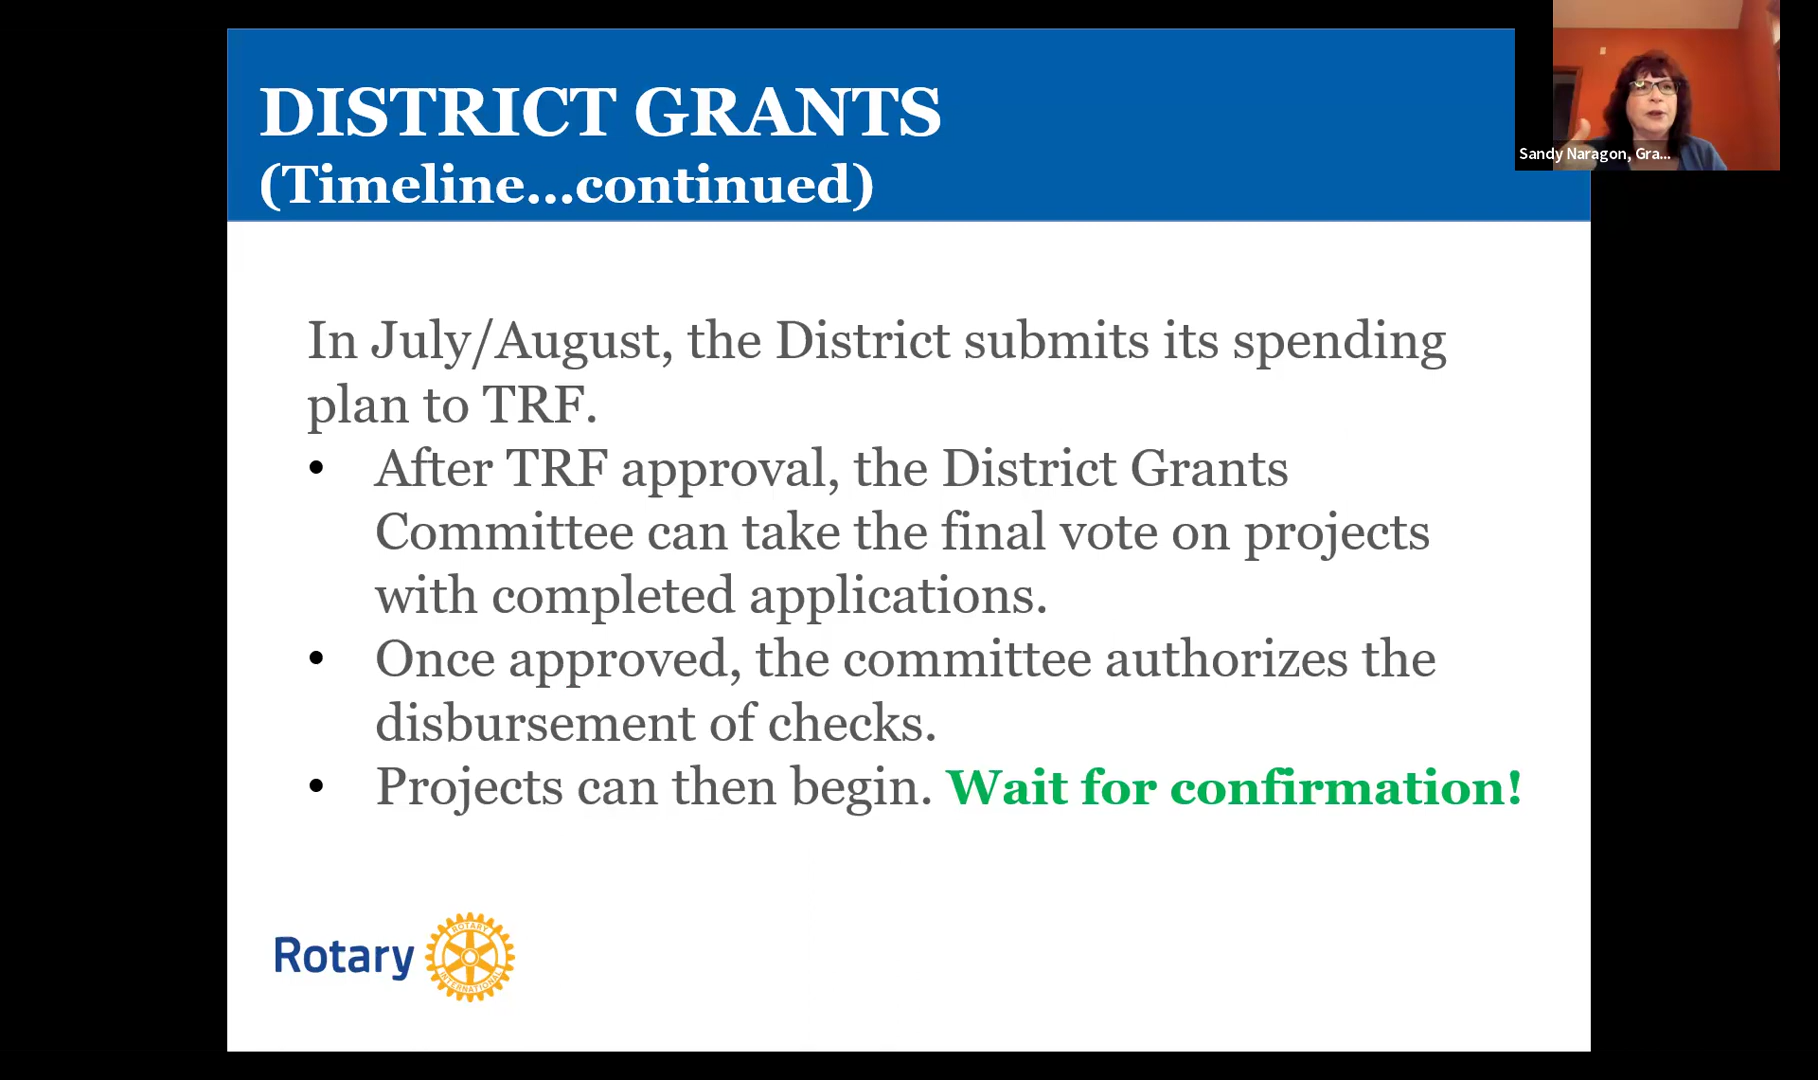 DISTRICT GRANTS
(Timeline...continued)
Sandy Naragon, Gra...
In July/August, the District submits its spending
plan to TRF.
• After TRF approval, the District Grants
Committee can take the final vote on projects
with completed applications.
• Once approved, the committee authorizes the
disbursement of checks.
• Projects can then begin. Wait for confirmation!
Rotary
ROTARY
INTERNATIONAL